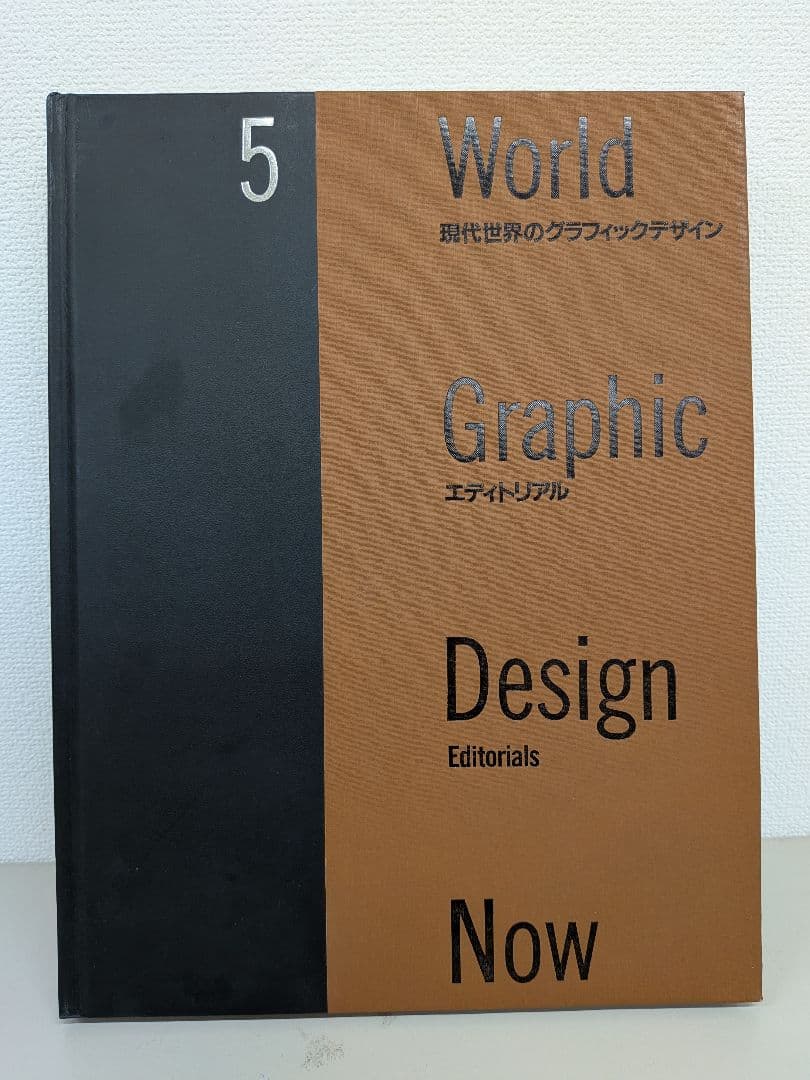 5
World
現代世界のグラフィックデザイン
Graphic
エディトリアル
Design
Editorials
Now